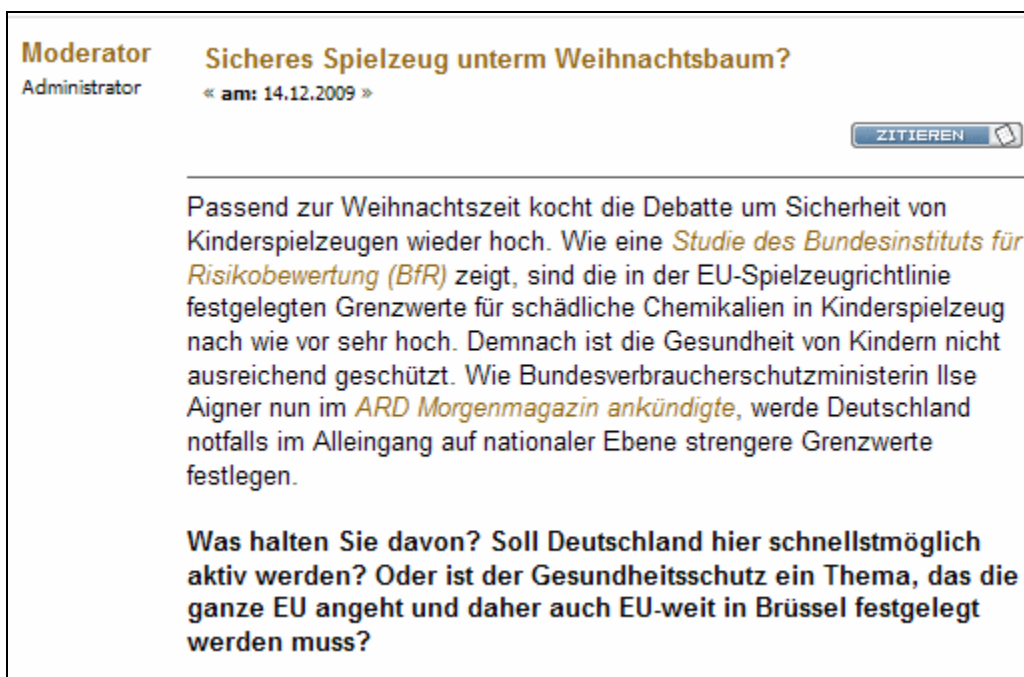 Moderator
Administrator
Sicheres Spielzeug unterm Weihnachtsbaum?
« am: 14.12.2009 »
ZITIEREN
Passend zur Weihnachtszeit kocht die Debatte um Sicherheit von
Kinderspielzeugen wieder hoch. Wie eine Studie des Bundesinstituts für
Risikobewertung (BfR) zeigt, sind die in der EU-Spielzeugrichtlinie
festgelegten Grenzwerte für schädliche Chemikalien in Kinderspielzeug
nach wie vor sehr hoch. Demnach ist die Gesundheit von Kindern nicht
ausreichend geschützt. Wie Bundesverbraucherschutzministerin Ilse
Aigner nun im ARD Morgenmagazin ankündigte, werde Deutschland
notfalls im Alleingang auf nationaler Ebene strengere Grenzwerte
festlegen.
Was halten Sie davon? Soll Deutschland hier schnellstmöglich
aktiv werden? Oder ist der Gesundheitsschutz ein Thema, das die
ganze EU angeht und daher auch EU-weit in Brüssel festgelegt
werden muss?